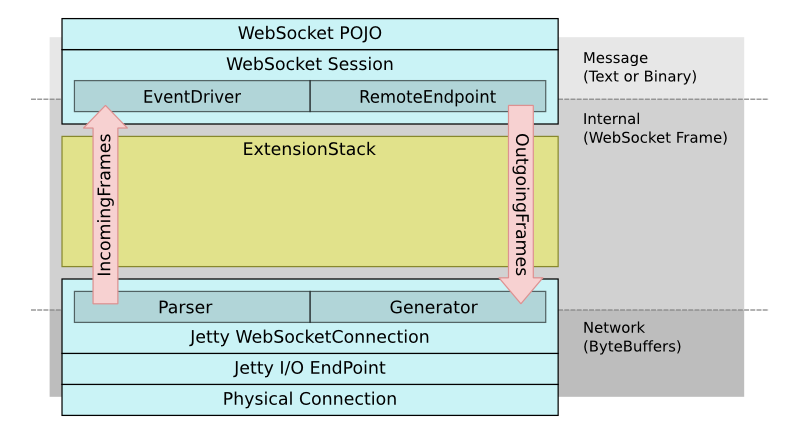 WebSocket POJO
WebSocket Session
EventDriver
RemoteEndpoint
Message
(Text or Binary)
Internal
(WebSocket Frame)
ExtensionStack
IncomingFrames
OutgoingFrames
Parser
Generator
Jetty WebSocketConnection
Jetty I/O EndPoint
Physical Connection
Network
(ByteBuffers)